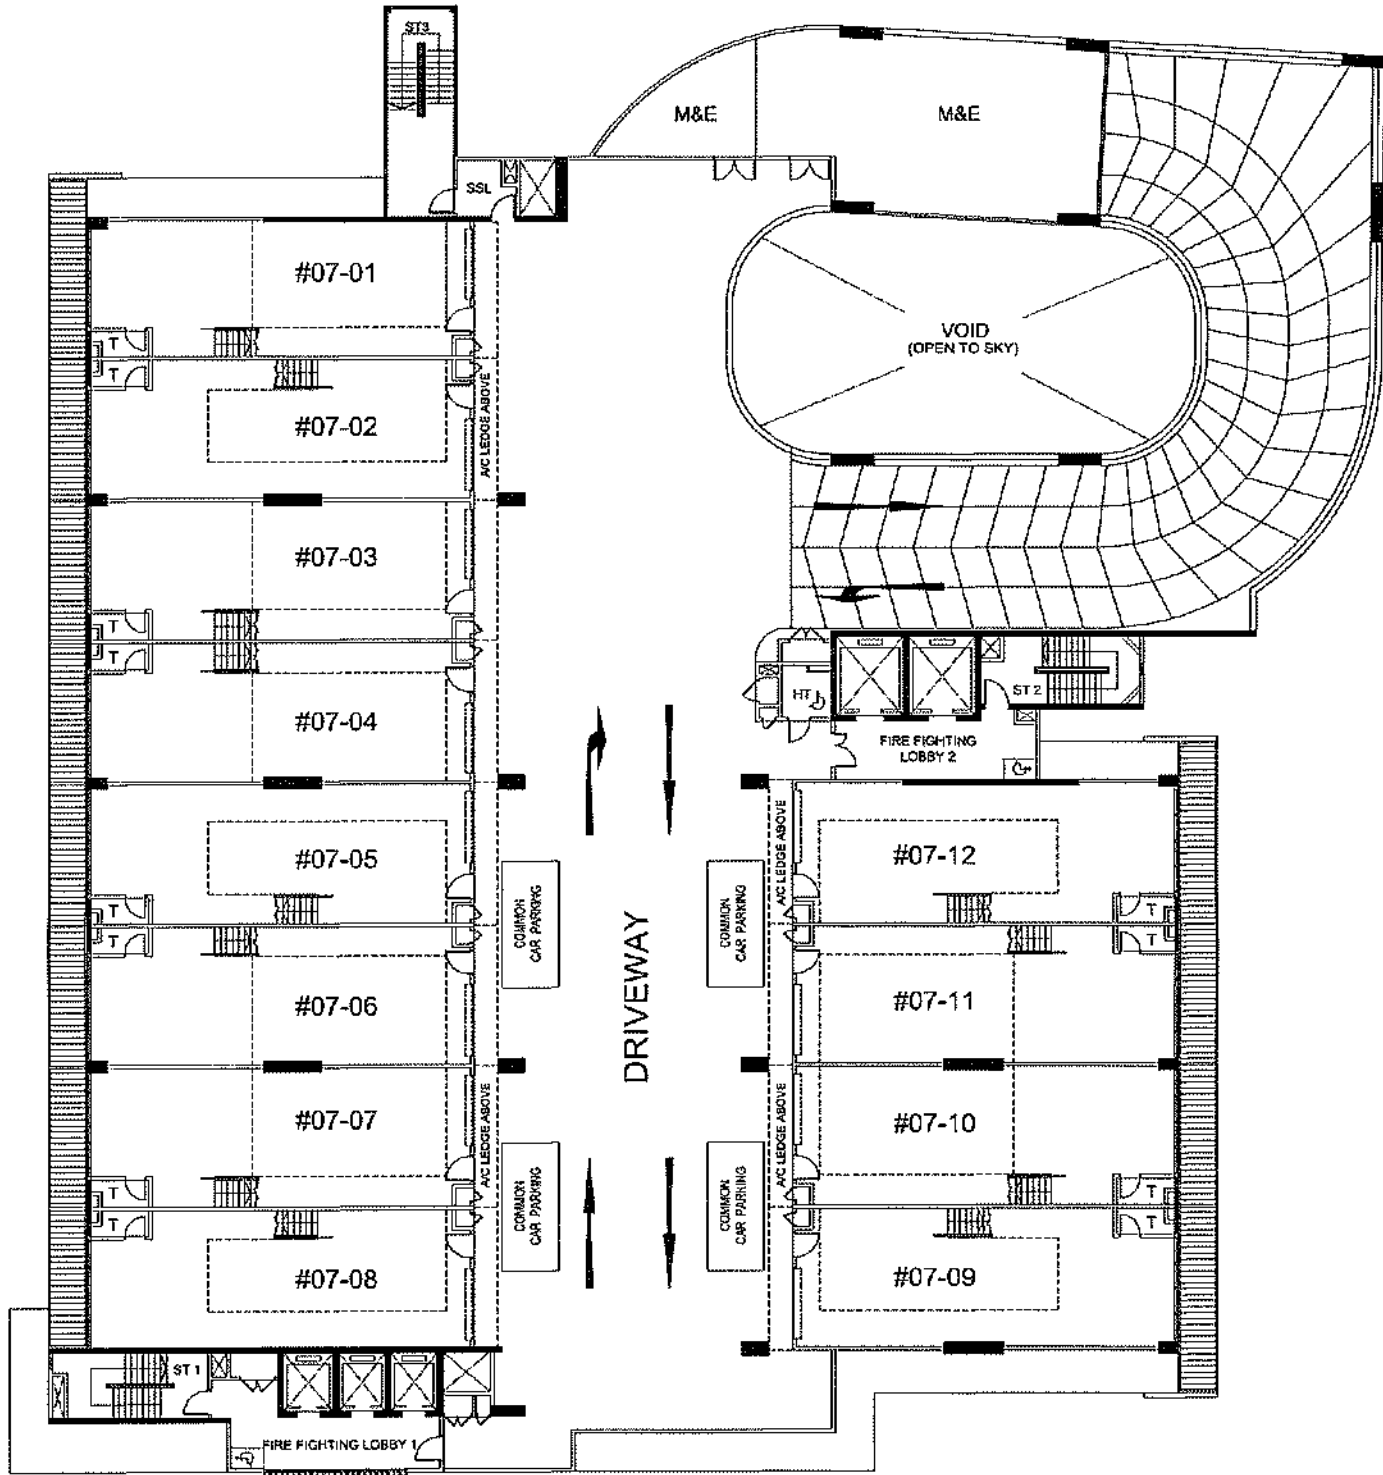 ST3
M&E
M&E
SSL
#07-01
T
T
VOID
(OPEN TO SKY)
A/C LEDGE ABOVE
#07-02
#07-03
T
T
HT
ST 2
#07-04
FIRE FIGHTING
LOBBY 2
A/C LEDGE ABOVE
#07-05
#07-12
COMMON
CAR PARKING
COMMON
CAR PARKING
T
T
T
T
DRIVEWAY
#07-06
#07-11
#07-07
#07-10
A/C LEDGE ABOVE
A/C LEDGE ABOVE
COMMON
CAR PARKING
COMMON
CAR PARKING
T
T
T
T
#07-08
#07-09
ST 1
FIRE FIGHTING LOBBY 1